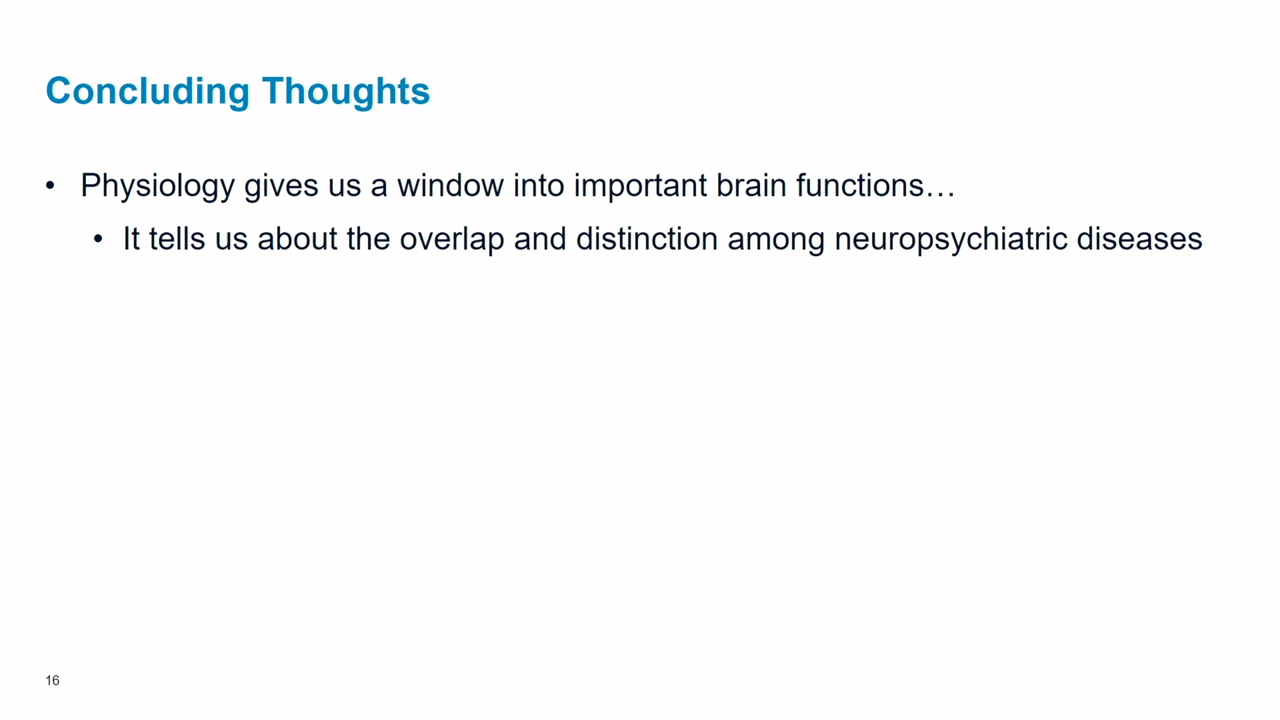 Concluding Thoughts
• Physiology gives us a window into important brain functions…
• It tells us about the overlap and distinction among neuropsychiatric diseases
16